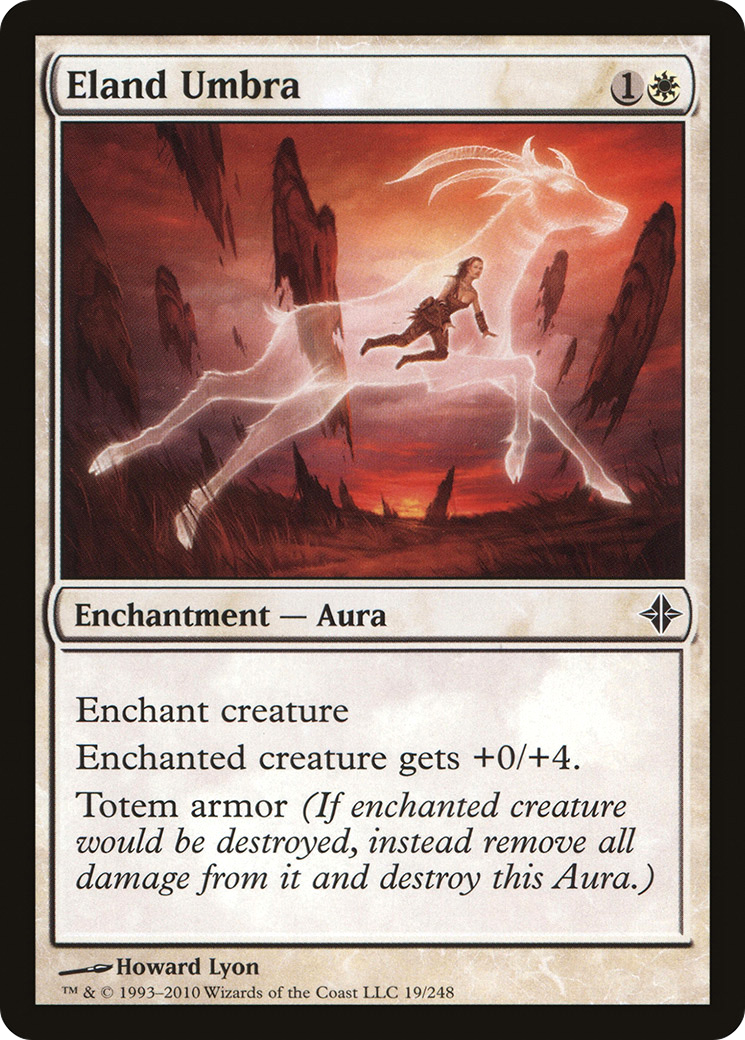 Eland Umbra 1
Enchantment — Aura
Enchant creature
Enchanted creature gets +0/+4.
Totem armor (If enchanted creature
would be destroyed, instead remove all
damage from it and destroy this Aura.)
Howard Lyon
™ & © 1993–2010 Wizards of the Coast LLC 19/248